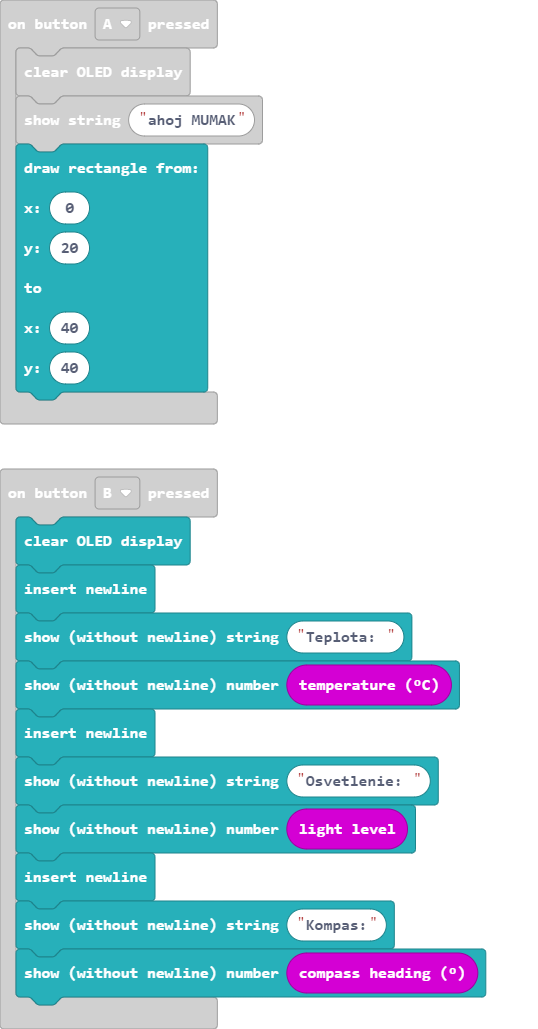 on button A pressed
clear OLED display
show string "ahoj MUMAK"
draw rectangle from:
x: 0
y: 20
to
x: 40
y: 40
on button B pressed
clear OLED display
insert newline
show (without newline) string "Teplota: "
show (without newline) number temperature (ºC)
insert newline
show (without newline) string "Osvetlenie: "
show (without newline) number light level
insert newline
show (without newline) string "Kompas:"
show (without newline) number compass heading (º)